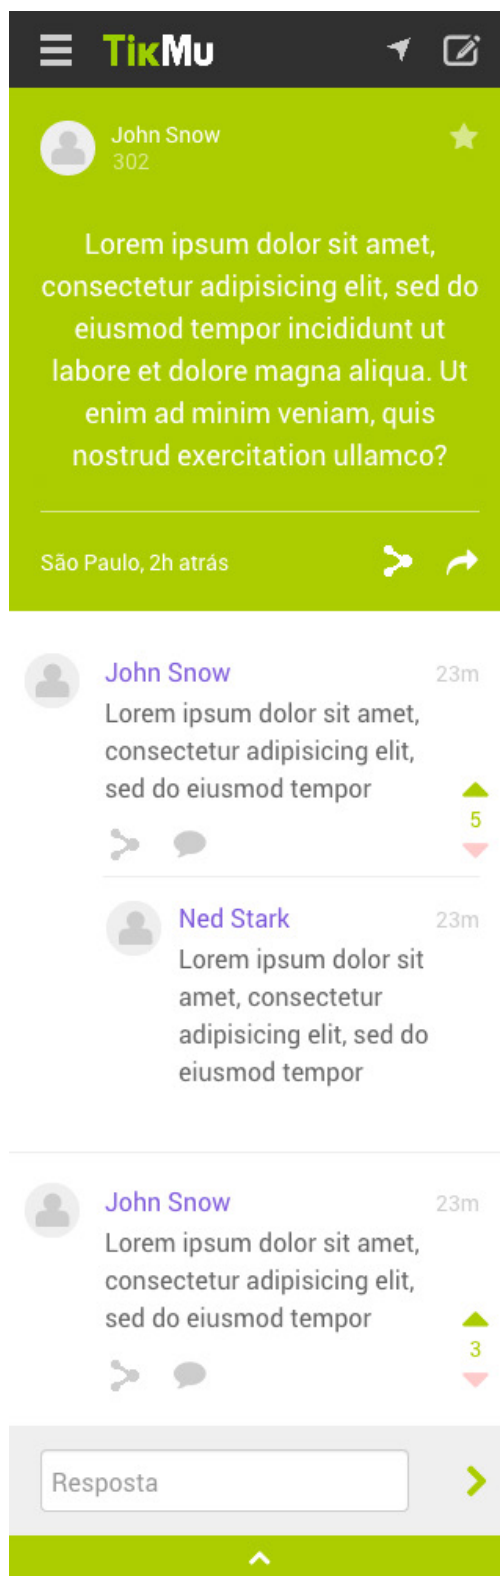 TiKMu
John Snow
302
Lorem ipsum dolor sit amet,
consectetur adipisicing elit, sed do
eiusmod tempor incididunt ut
labore et dolore magna aliqua. Ut
enim ad minim veniam, quis
nostrud exercitation ullamco?
São Paulo, 2h atrás
John Snow 23m
Lorem ipsum dolor sit amet,
consectetur adipisicing elit,
sed do eiusmod tempor
5
Ned Stark 23m
Lorem ipsum dolor sit
amet, consectetur
adipisicing elit, sed do
eiusmod tempor
John Snow 23m
Lorem ipsum dolor sit amet,
consectetur adipisicing elit,
sed do eiusmod tempor
3
Resposta